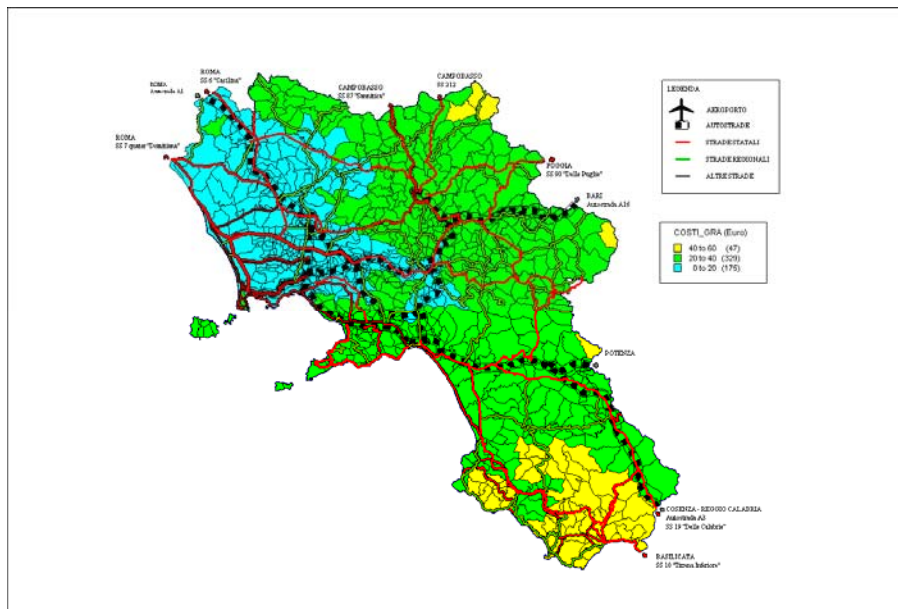 ROMA
SS 6 "Casilina"
ROMA
Autostrada A1
CAMPOBASSO
SS 87 "Sannitica"
CAMPOBASSO
SS 212
ROMA
SS 7 quater "Domitiana"
FOGGIA
SS 90 "Delle Puglie"
BARI
Autostrada A16
POTENZA
COSENZA - REGGIO CALABRIA
Autostrada A3
SS 19 "Delle Calabrie"
BASILICATA
SS 18 "Tirrena Inferiore"
LEGENDA
AEROPORTO
AUTOSTRADE
STRADE STATALI
STRADE REGIONALI
ALTRE STRADE
COSTI_GRA (Euro)
40 to 60 (47)
20 to 40 (329)
0 to 20 (175)